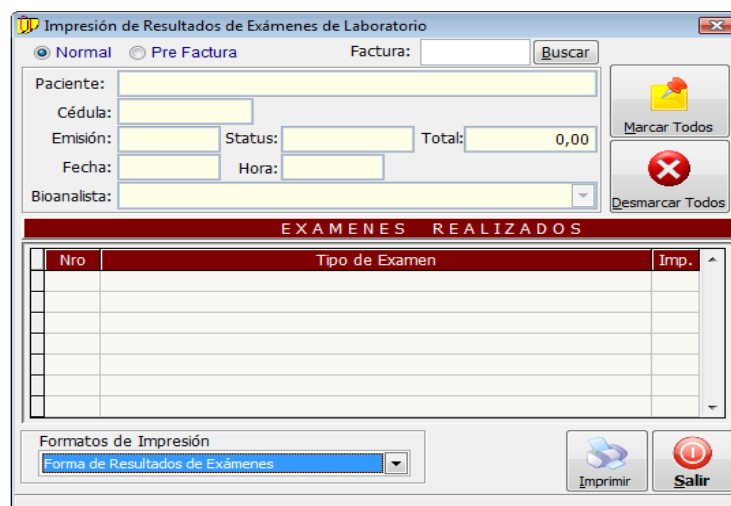 Impresión de Resultados de Exámenes de Laboratorio
Normal Pre Factura Factura: Buscar
Paciente:
Cédula:
Emisión: Status: Total: 0,00
Fecha: Hora:
Bioanalista:
Marcar Todos
Desmarcar Todos
EXAMENES REALIZADOS
Nro Tipo de Examen Imp.
Formatos de Impresión
Forma de Resultados de Exámenes
Imprimir
Salir